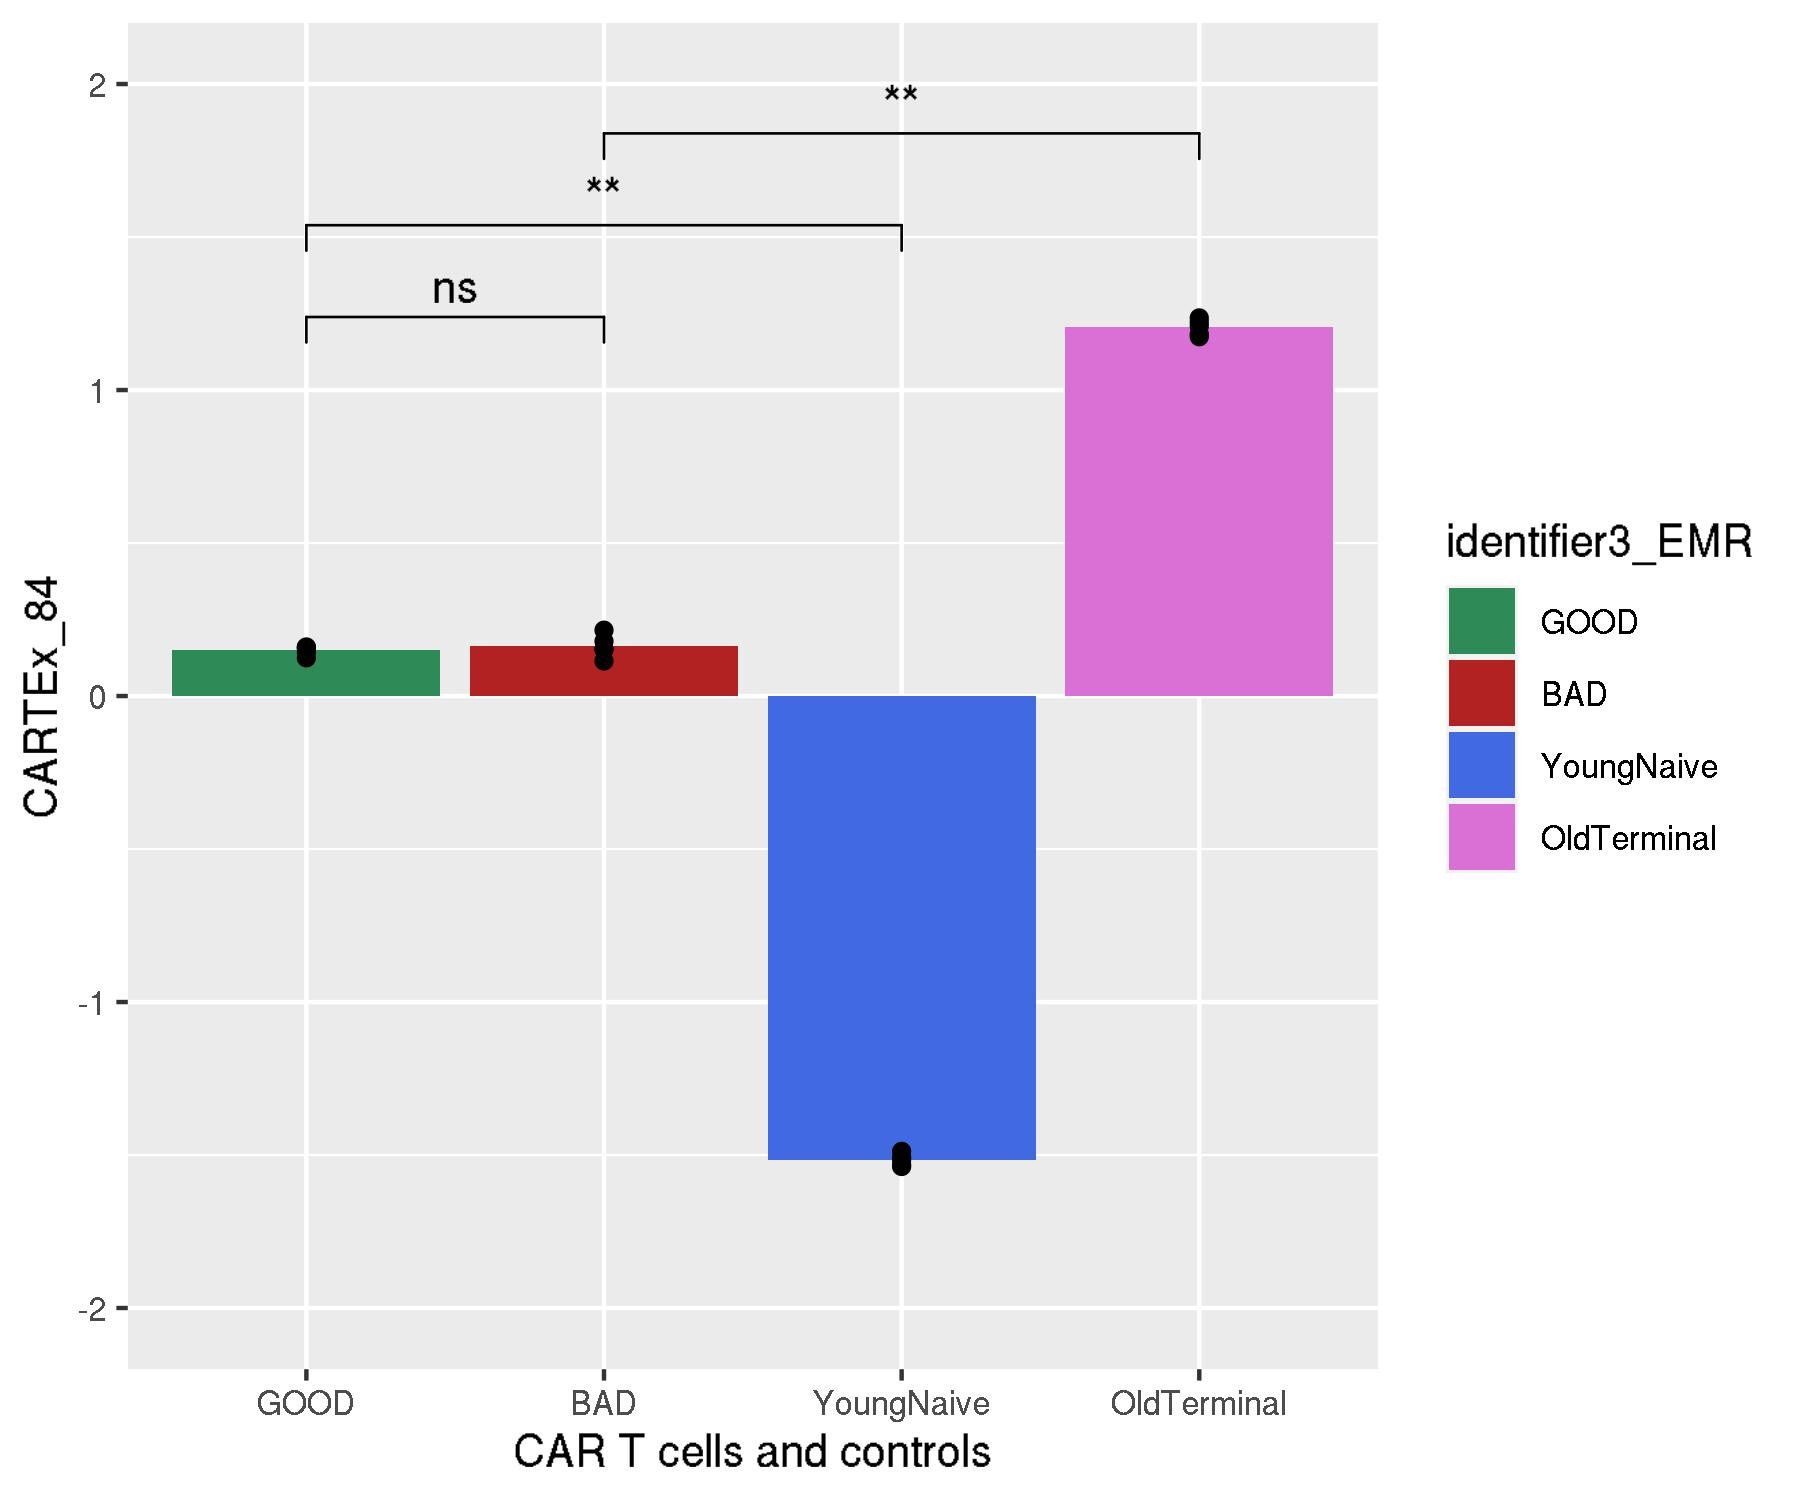 2
**
**
ns
1
0
-1
-2
CARTEx_84
GOOD
BAD
YoungNaive
OldTerminal
CAR T cells and controls
identifier3_EMR
GOOD
BAD
YoungNaive
OldTerminal